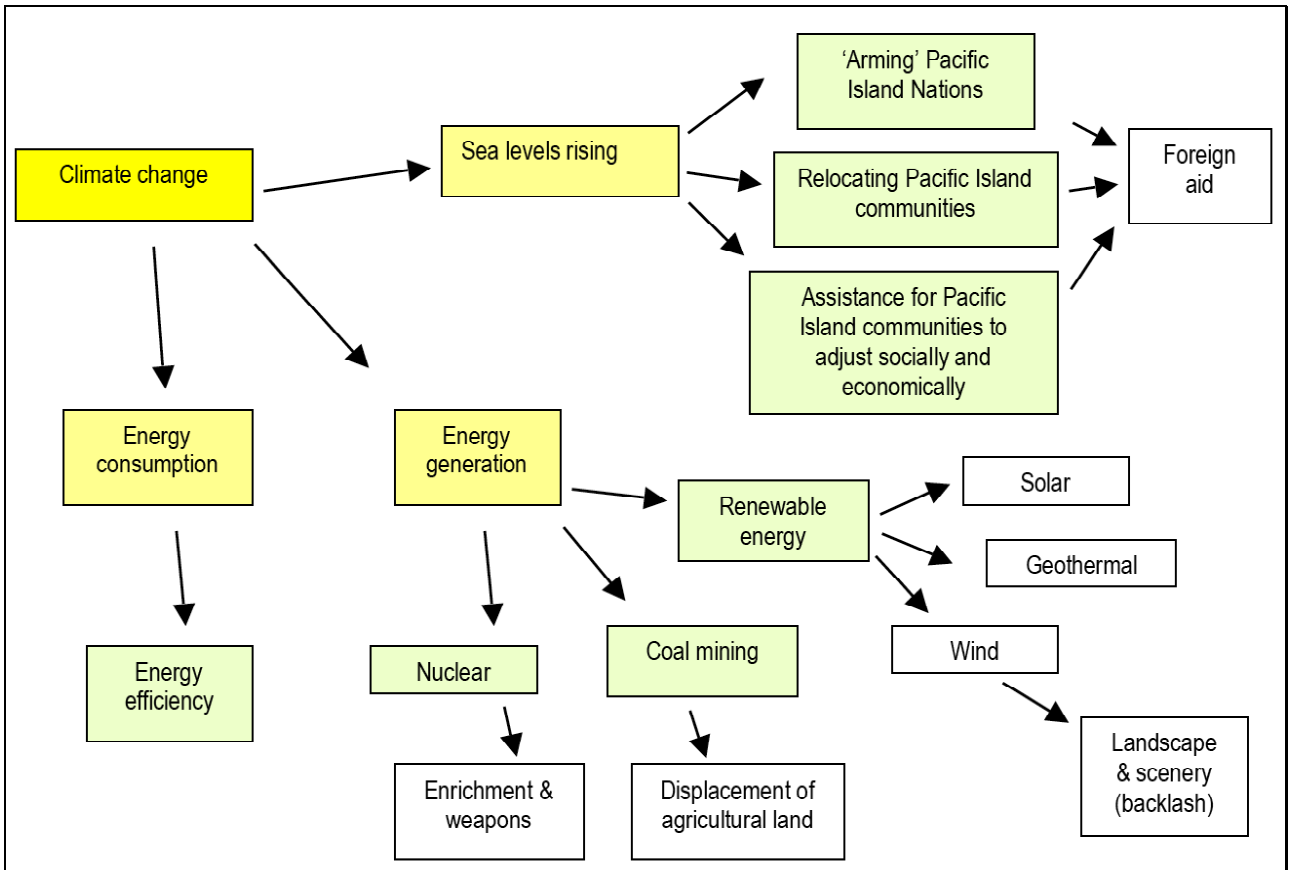 Climate change
Sea levels rising
‘Arming’ Pacific
Island Nations
Relocating Pacific Island
communities
Assistance for Pacific
Island communities to
adjust socially and
economically
Foreign
aid
Energy
consumption
Energy
generation
Renewable
energy
Solar
Geothermal
Wind
Landscape
& scenery
(backlash)
Energy
efficiency
Nuclear
Coal mining
Enrichment &
weapons
Displacement of
agricultural land